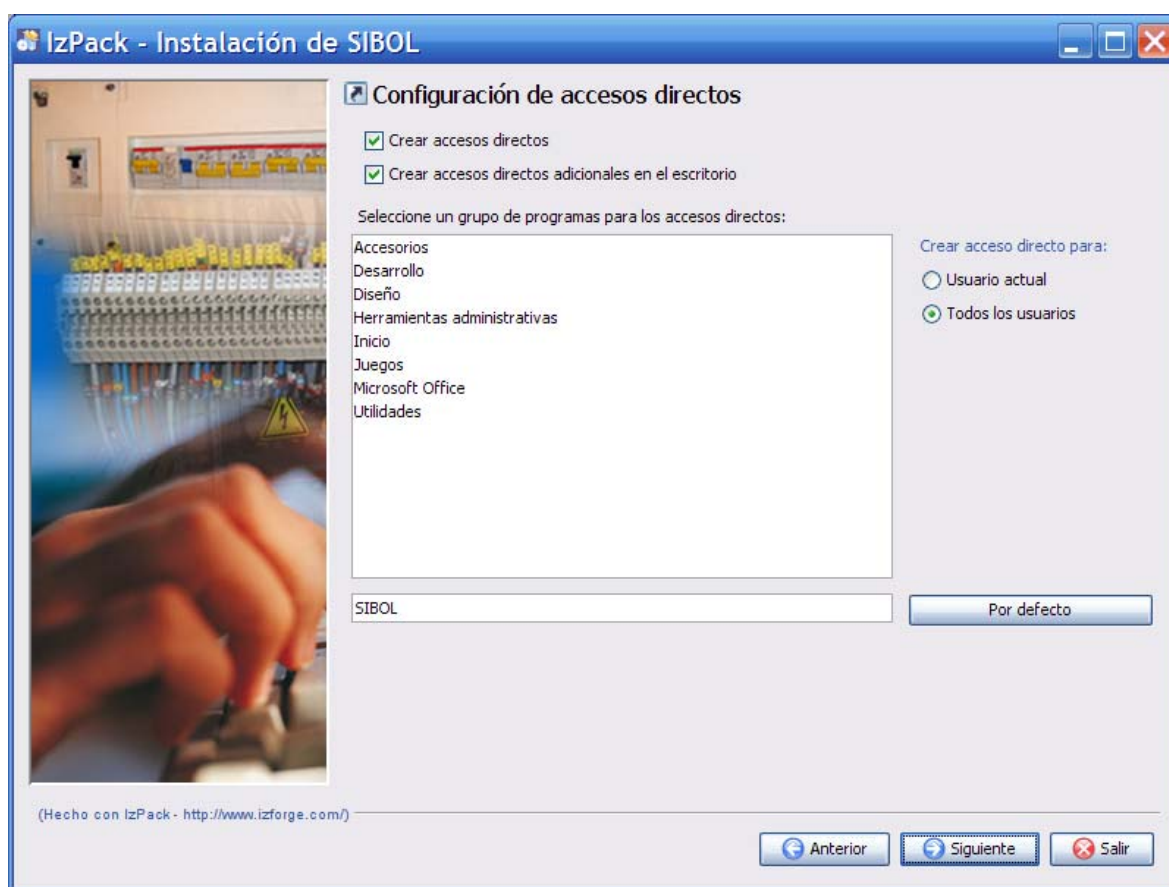 IzPack - Instalación de SIBOL
Configuración de accesos directos
Crear accesos directos
Crear accesos directos adicionales en el escritorio
Seleccione un grupo de programas para los accesos directos:
Accesorios
Desarrollo
Diseño
Herramientas administrativas
Inicio
Juegos
Microsoft Office
Utilidades
Crear acceso directo para:
Usuario actual
Todos los usuarios
SIBOL
Por defecto
(Hecho con IzPack - http://www.izforge.com/)
Anterior
Siguiente
Salir